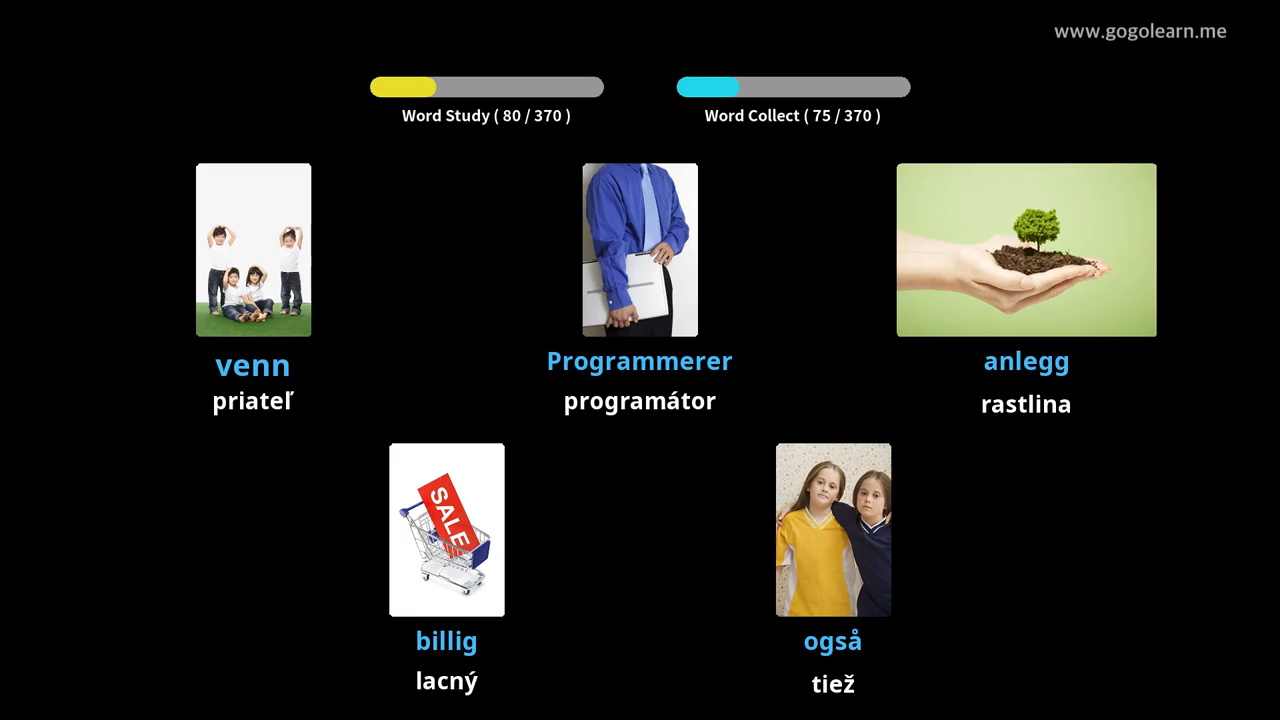 www.gogolearn.me
Word Study ( 80 / 370 )
Word Collect ( 75 / 370 )
venn
priateľ
Programmerer
programátor
anlegg
rastlina
SALE
billig
lacný
også
tiež